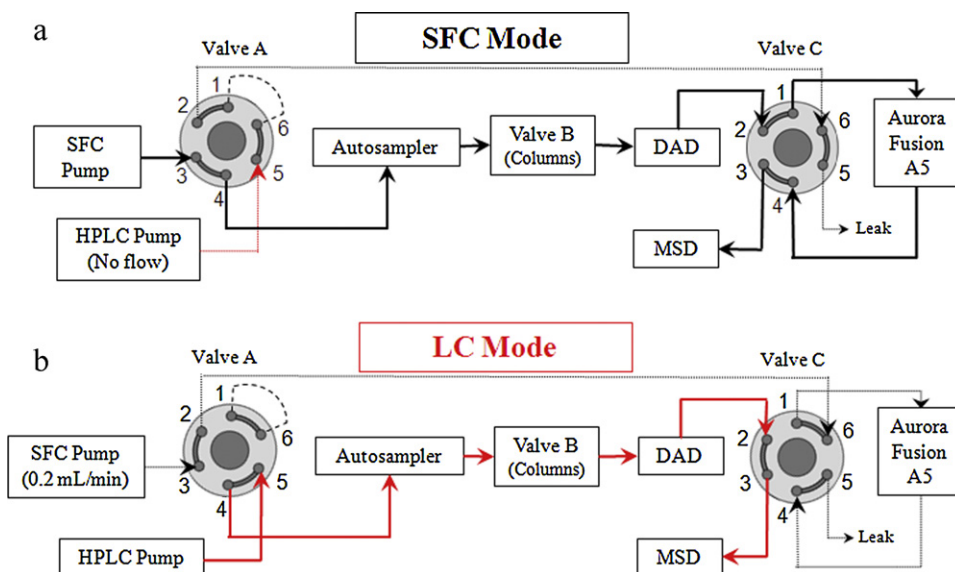 a
SFC Mode
Valve A
Valve C
1
2
3
4
5
6
SFC
Pump
HPLC Pump
(No flow)
Autosampler
Valve B
(Columns)
DAD
MSD
1
2
3
4
5
6
Aurora
Fusion
A5
Leak
b
LC Mode
Valve A
Valve C
1
2
3
4
5
6
SFC Pump
(0.2 mL/min)
HPLC Pump
Autosampler
Valve B
(Columns)
DAD
MSD
1
2
3
4
5
6
Aurora
Fusion
A5
Leak